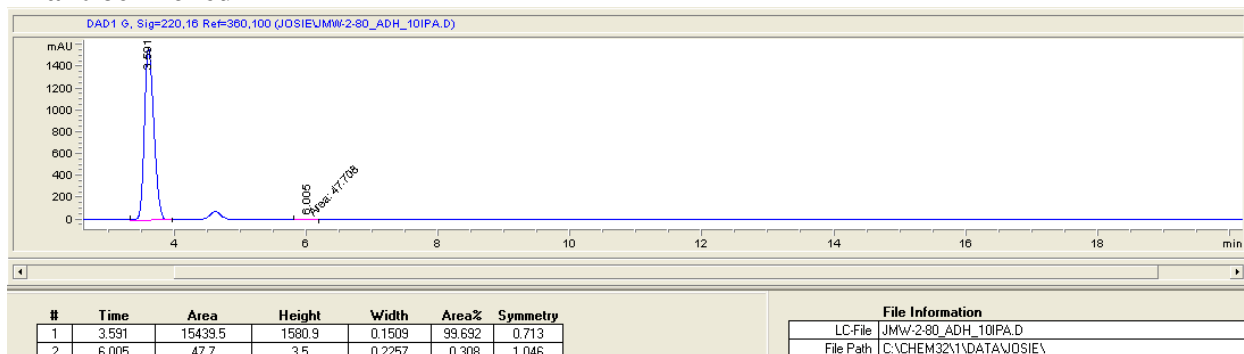 DAD1 G, Sig=220,16 Ref=360,100 (JOSIE\JMW-2-80_ADH_10IPA.D)
mAU
1400
1200
1000
800
600
400
200
0
3.591
6.005
Area: 47.708
4 6 8 10 12 14 16 18 min
# Time Area Height Width Area% Symmetry
1 3.591 15439.5 1580.9 0.1509 99.692 0.713
2 6.005 47.7 3.5 0.2257 0.308 1.046
File Information
LC-File JMW-2-80_ADH_10IPA.D
File Path C:\CHEM32\1\DATA\JOSIE\